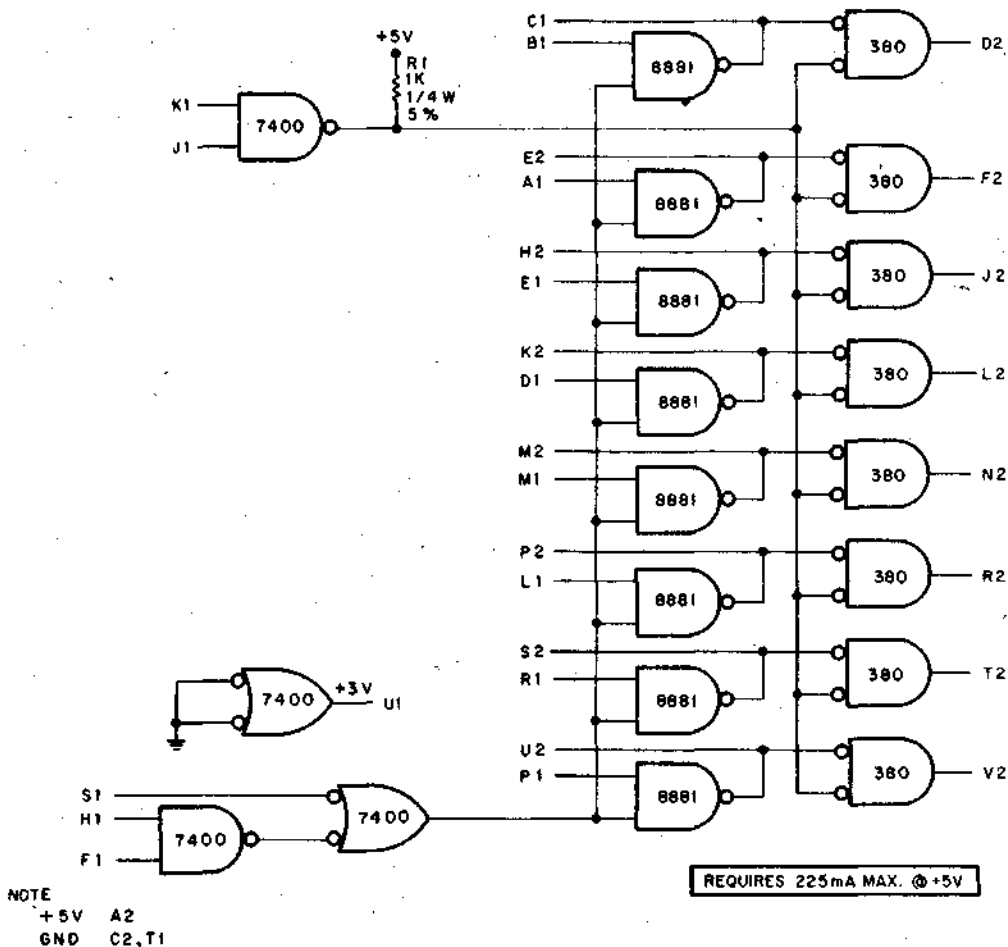 C1
B1
8881
380
D2
+5V
R1
1K
1/4 W
5%
K1
J1
7400
E2
A1
8881
380
F2
H2
E1
8881
380
J2
K2
D1
8881
380
L2
M2
M1
8881
380
N2
P2
L1
8881
380
R2
S2
R1
8881
380
T2
7400
+3V
U1
U2
P1
8881
380
V2
S1
H1
F1
7400
7400
REQUIRES 225mA MAX. @ +5V
NOTE
+5V A2
GND C2,T1